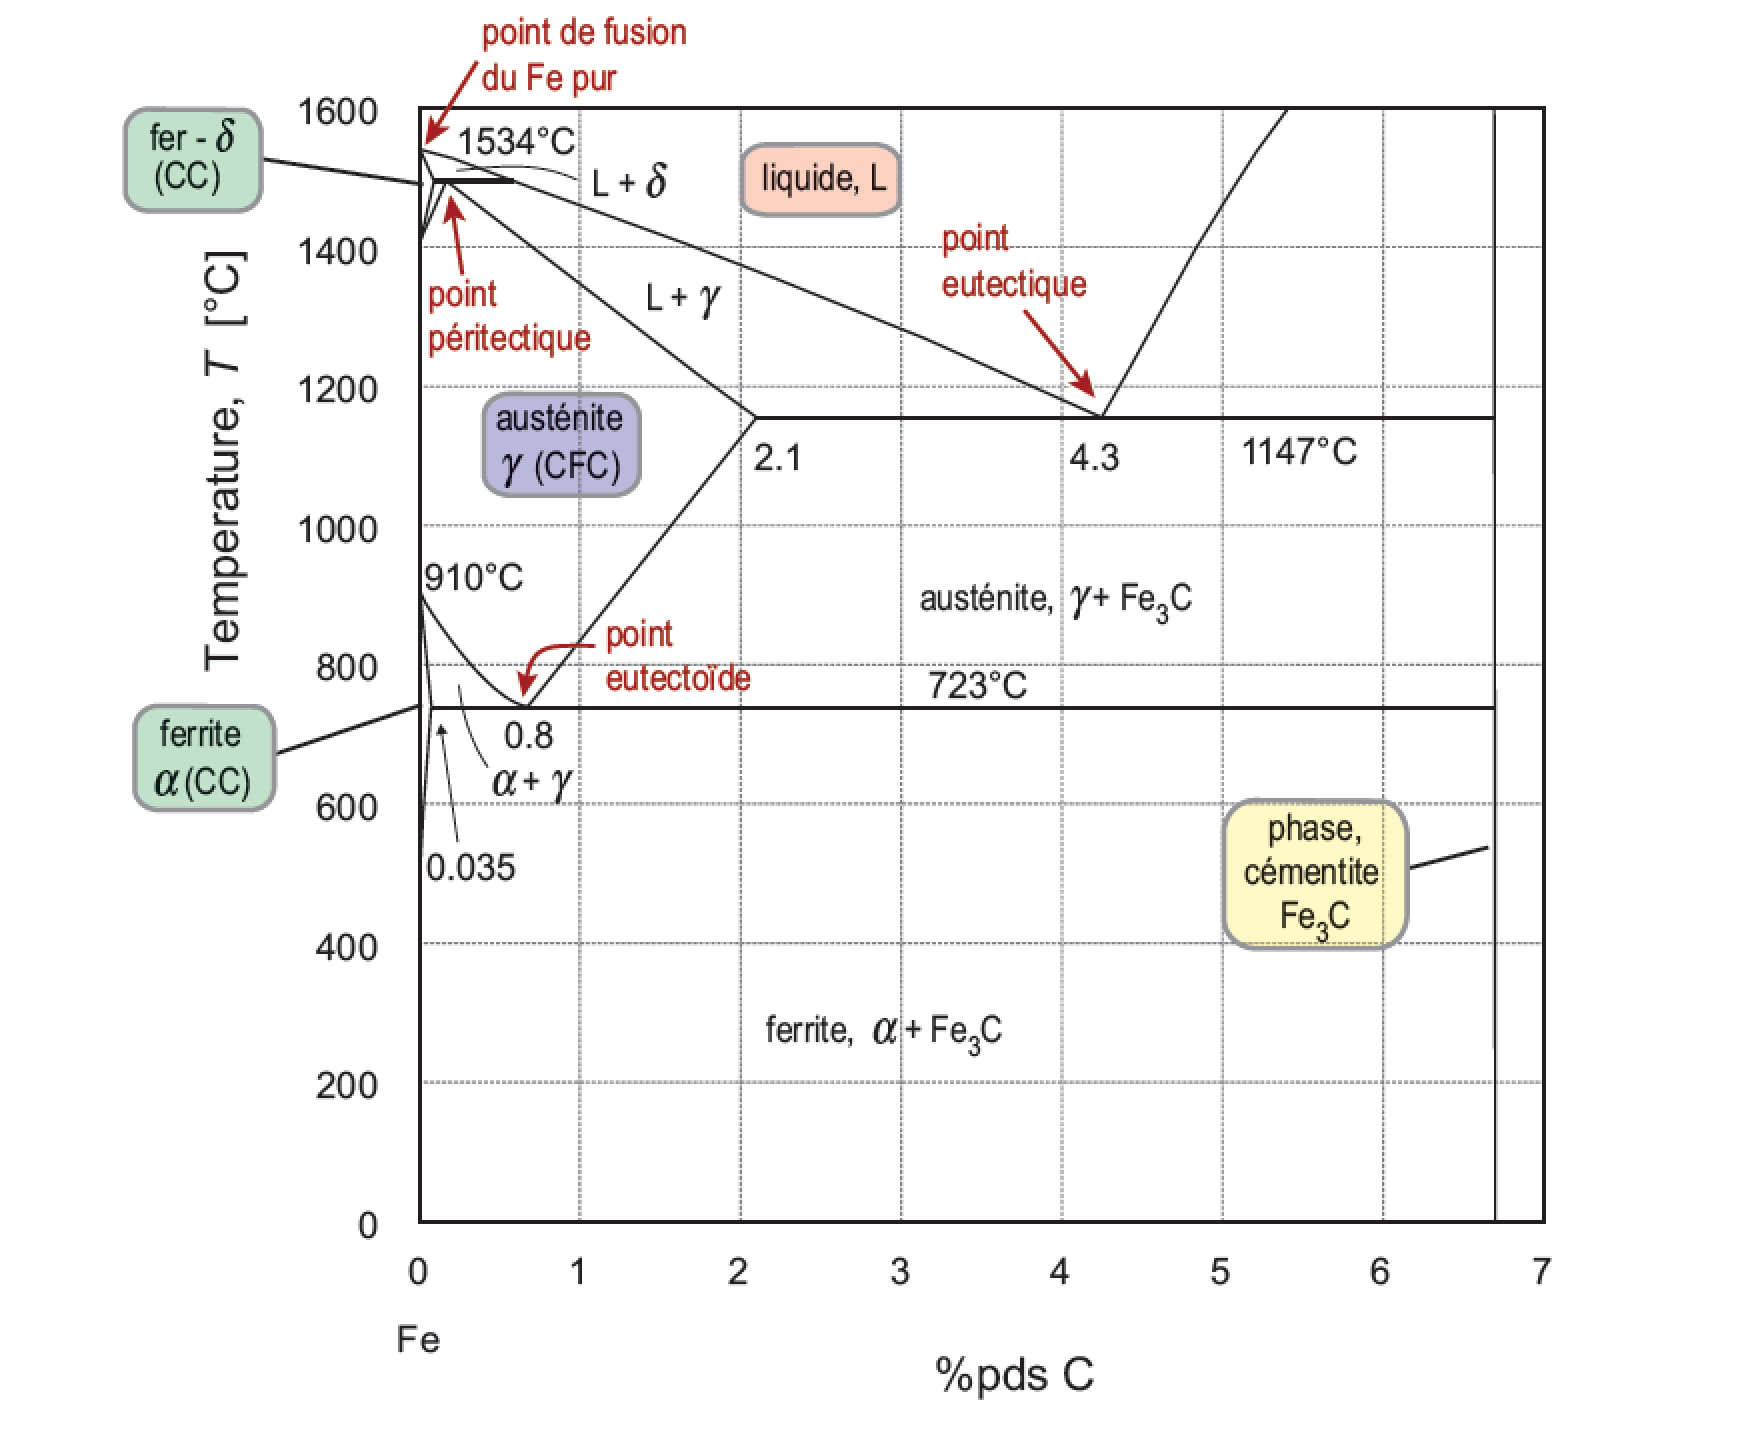 point de fusion
du Fe pur
1600
fer - δ
(CC)
1534°C
L + δ
liquide, L
1400
point
eutectique
point
péritectique
L + γ
1200
austénite
γ (CFC)
2.1
4.3
1147°C
Temperature, T [°C]
1000
910°C
austénite, γ + Fe₃C
point
eutectoïde
800
723°C
ferrite
α (CC)
0.8
α + γ
600
0.035
phase,
cémentite
Fe₃C
400
ferrite, α + Fe₃C
200
0
0 1 2 3 4 5 6 7
Fe
%pds C